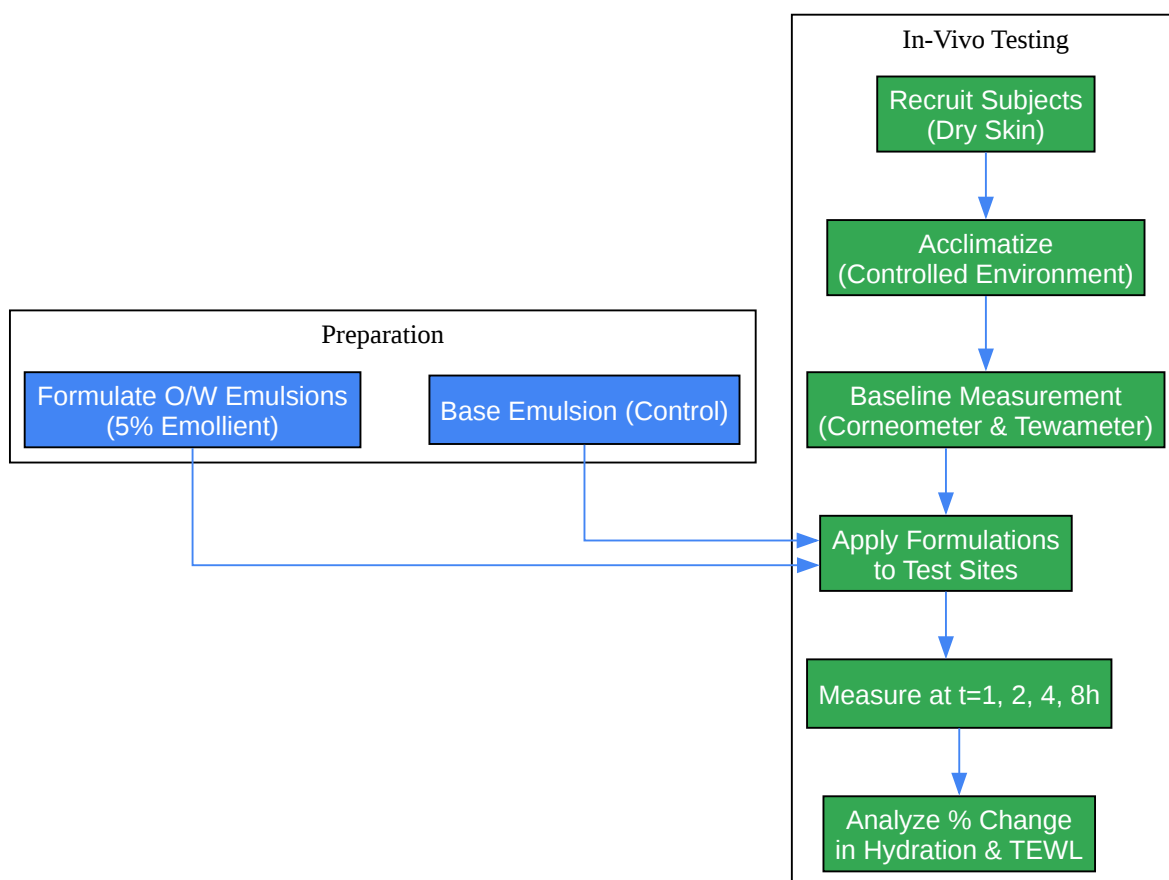 In-Vivo Testing
Recruit Subjects
(Dry Skin)
Acclimatize
(Controlled Environment)
Preparation
Formulate O/W Emulsions
(5% Emollient)
Base Emulsion (Control)
Baseline Measurement
(Corneometer & Tewameter)
Apply Formulations
to Test Sites
Measure at t=1, 2, 4, 8h
Analyze % Change
in Hydration & TEWL